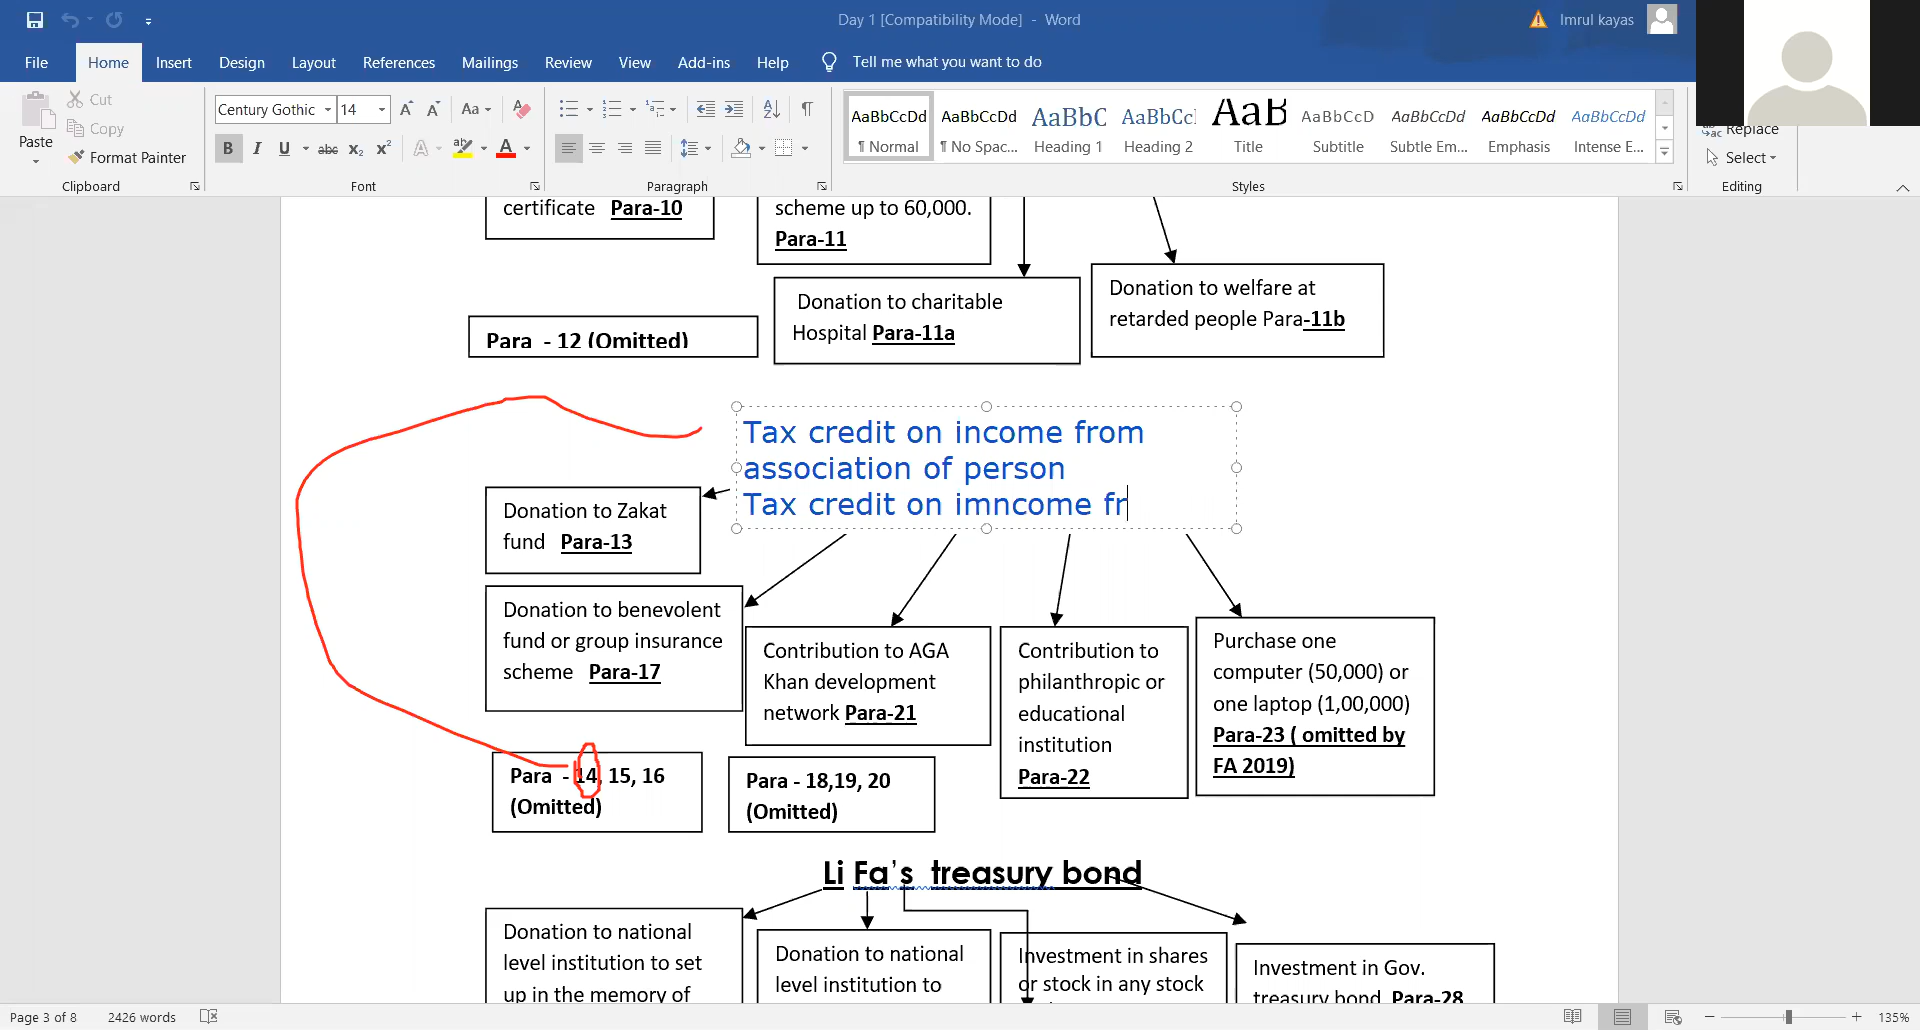 Day 1 [Compatibility Mode] - Word
Imrul kayas
File Home Insert Design Layout References Mailings Review View Add-ins Help Tell me what you want to do
Paste
Cut
Copy
Format Painter
Clipboard
Century Gothic 14
Font
Paragraph
AaBbCcDd AaBbCcDd AaBbC AaBbCcI AaB AaBbCcD AaBbCcDd AaBbCcDd AaBbCcDd
¶ Normal ¶ No Spac... Heading 1 Heading 2 Title Subtitle Subtle Em... Emphasis Intense E...
Styles
Replace
Select
Editing
certificate Para-10
scheme up to 60,000.
Para-11
Donation to charitable
Hospital Para-11a
Donation to welfare at
retarded people Para-11b
Para - 12 (Omitted)
Tax credit on income from
association of person
Tax credit on imncome fr
Donation to Zakat
fund Para-13
Donation to benevolent
fund or group insurance
scheme Para-17
Contribution to AGA
Khan development
network Para-21
Contribution to
philanthropic or
educational
institution
Para-22
Purchase one
computer (50,000) or
one laptop (1,00,000)
Para-23 ( omitted by
FA 2019)
Para - 14, 15, 16
(Omitted)
Para - 18,19, 20
(Omitted)
Li Fa's treasury bond
Donation to national
level institution to set
up in the memory of
Donation to national
level institution to
Investment in shares
or stock in any stock
Investment in Gov.
treasury bond Para-28
Page 3 of 8 2426 words
135%